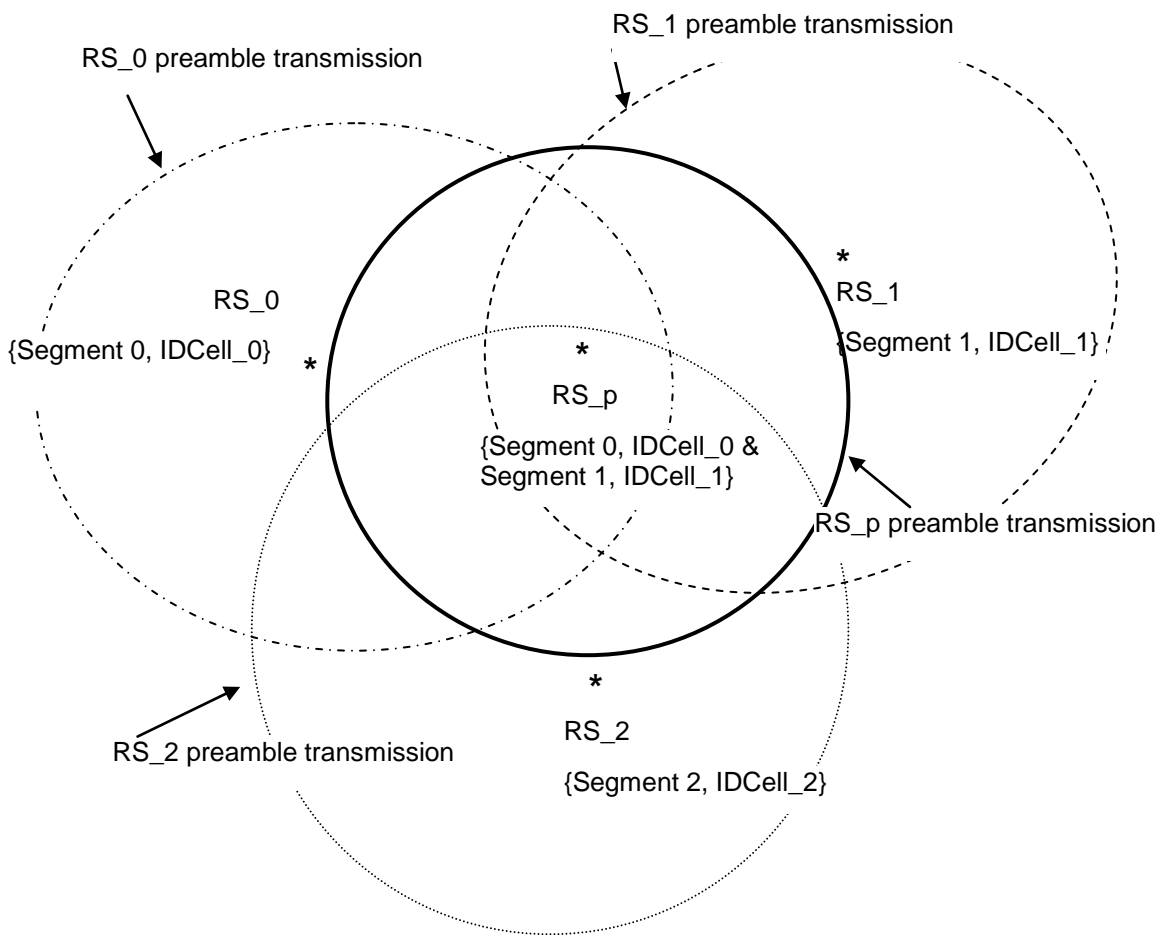 RS_1 preamble transmission
RS_0 preamble transmission
*
RS_1
{Segment 1, IDCell_1}
RS_0
{Segment 0, IDCell_0}
*
*
RS_p
{Segment 0, IDCell_0 &
Segment 1, IDCell_1}
RS_p preamble transmission
*
RS_2
{Segment 2, IDCell_2}
RS_2 preamble transmission